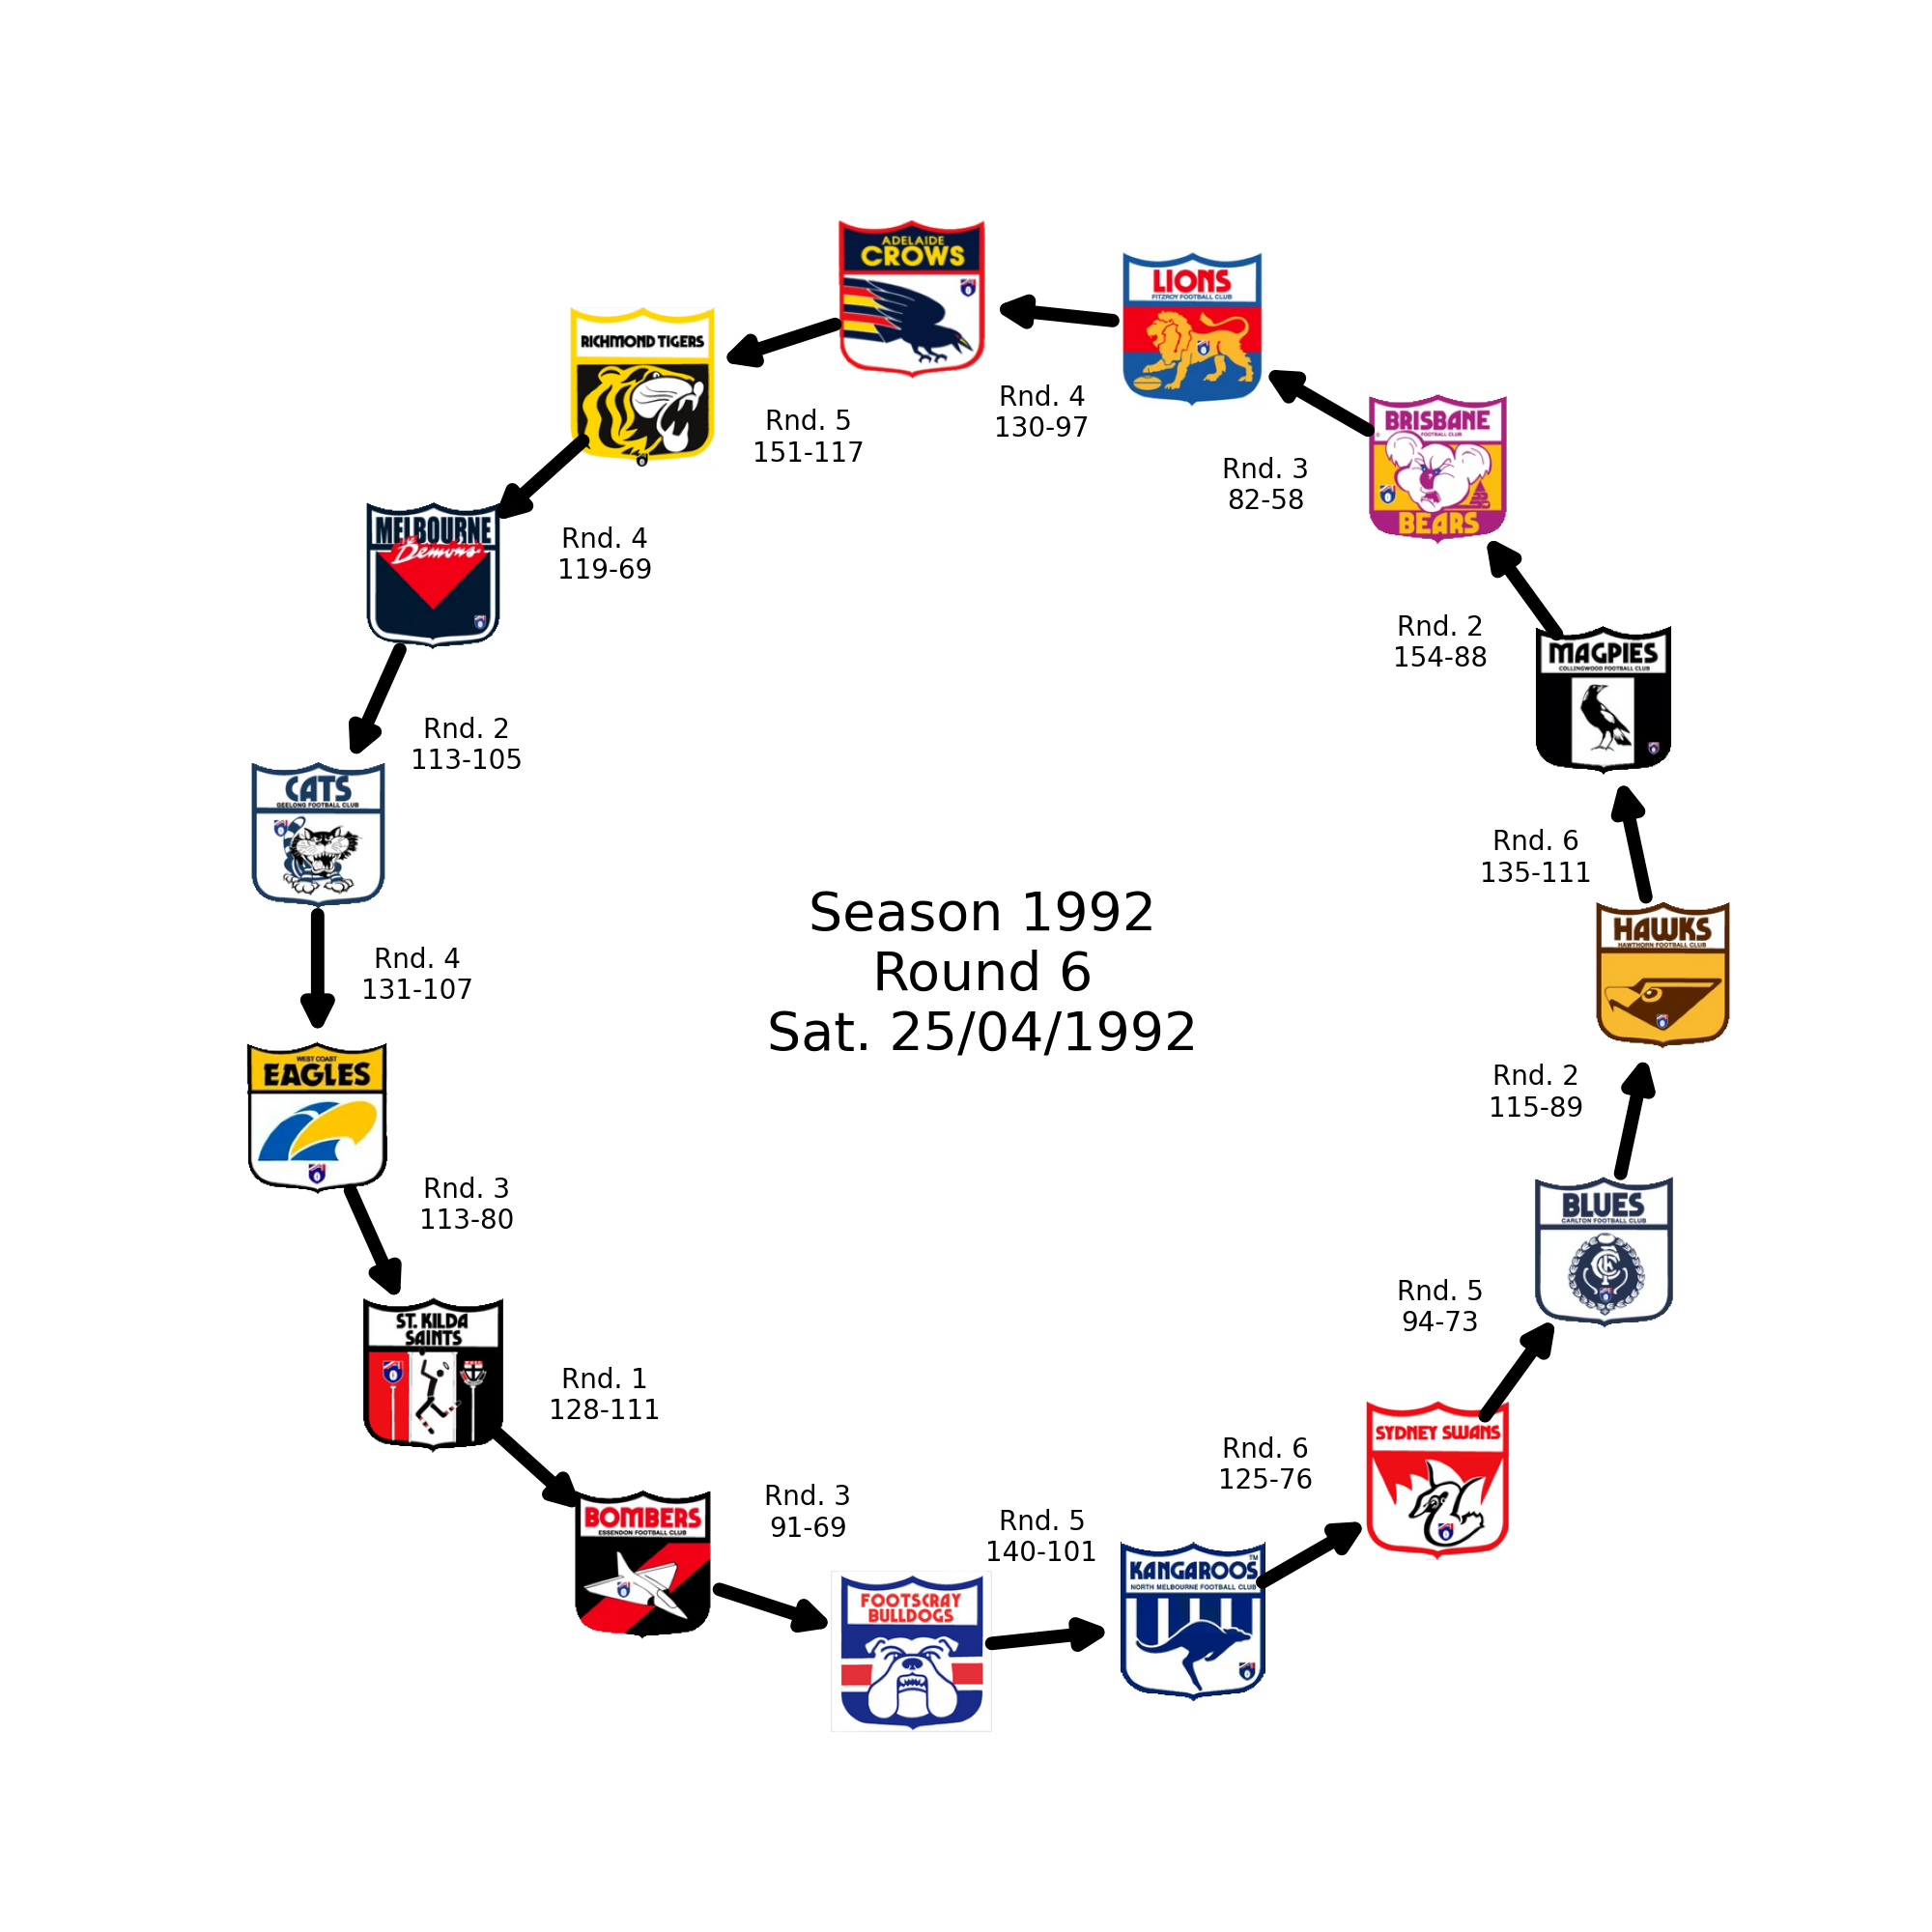 ADELAIDE
CROWS
LIONS
FITZROY FOOTBALL CLUB
RICHMOND TIGERS
Rnd. 4
130-97
Rnd. 5
151-117
BRISBANE
FOOTBALL CLUB
BEARS
Rnd. 3
82-58
MELBOURNE
Demons
Rnd. 4
119-69
Rnd. 2
154-88
MAGPIES
COLLINGWOOD FOOTBALL CLUB
Rnd. 2
113-105
CATS
GEELONG FOOTBALL CLUB
Rnd. 6
135-111
HAWKS
HAWTHORN FOOTBALL CLUB
Season 1992
Round 6
Sat. 25/04/1992
Rnd. 4
131-107
WEST COAST
EAGLES
Rnd. 2
115-89
Rnd. 3
113-80
BLUES
CARLTON FOOTBALL CLUB
CFC
Rnd. 5
94-73
ST. KILDA
SAINTS
Rnd. 1
128-111
SYDNEY SWANS
Rnd. 6
125-76
BOMBERS
ESSENDON FOOTBALL CLUB
Rnd. 3
91-69
Rnd. 5
140-101
KANGAROOS
TM
NORTH MELBOURNE FOOTBALL CLUB
FOOTSCRAY
BULLDOGS